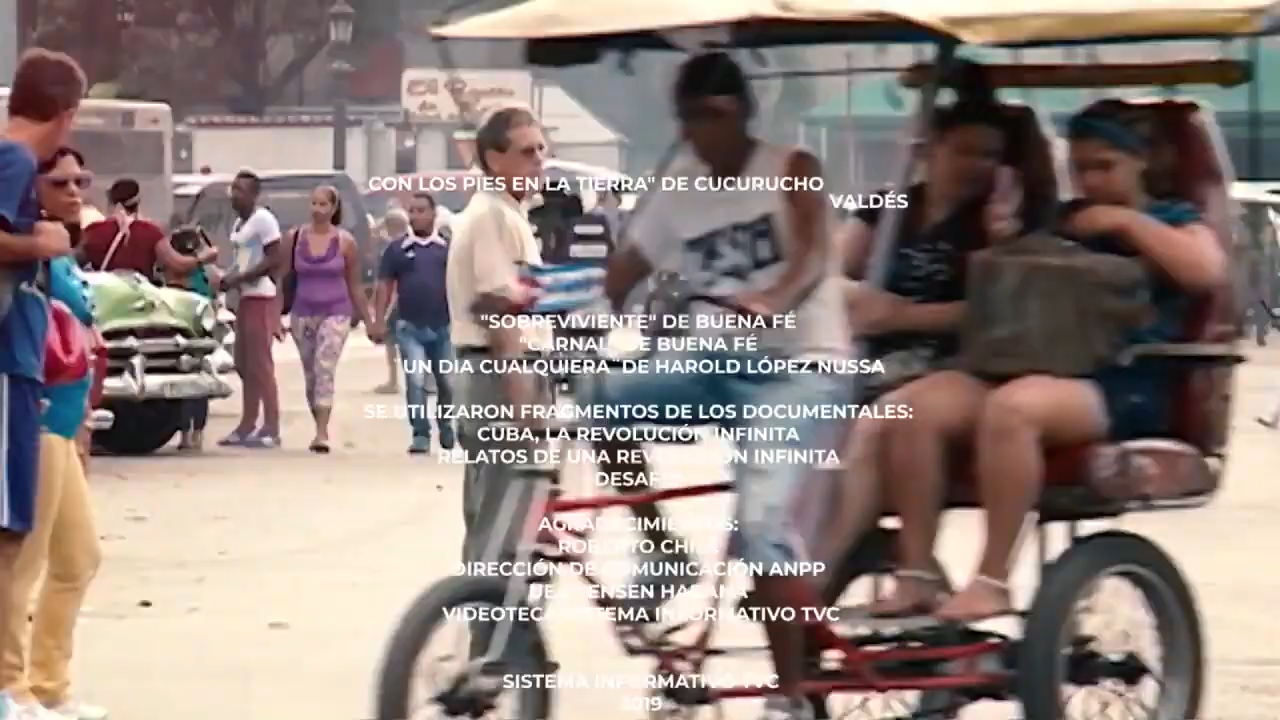 CON LOS PIES EN LA TIERRA" DE CUCURUCHO
VALDÉS
"SOBREVIVIENTE" DE BUENA FÉ
"CARNAL" DE BUENA FÉ
UN DIA CUALQUIERA" DE HAROLD LÓPEZ NUSSA
SE UTILIZARON FRAGMENTOS DE LOS DOCUMENTALES:
CUBA, LA REVOLUCIÓN INFINITA
RELATOS DE UNA REVOLUCIÓN INFINITA
AGRADECIMIENTOS:
ROBERTO
DIRECCIÓN DE COMUNICACIÓN ANPP
HABANA
VIDEOTECA SISTEMA INFORMATIVO TVC
SISTEMA INFORMATIVO TVC
2019